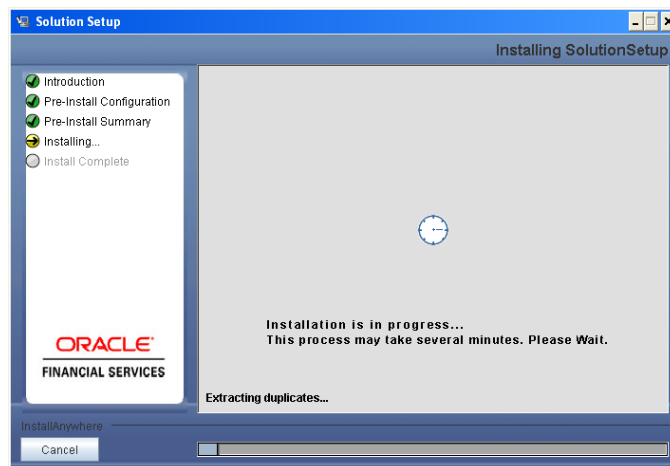 Solution Setup
Installing SolutionSetup
Introduction
Pre-Install Configuration
Pre-Install Summary
Installing...
Install Complete
Installation is in progress...
This process may take several minutes. Please Wait.
ORACLE
FINANCIAL SERVICES
Extracting duplicates...
InstallAnywhere
Cancel